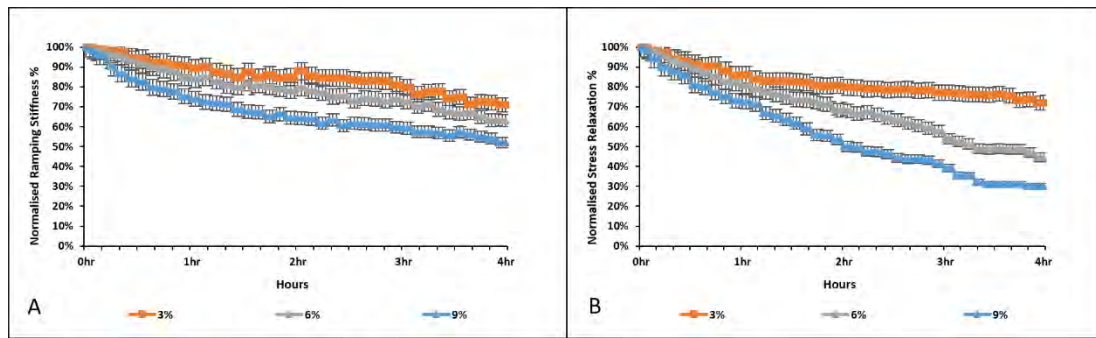 Normalised Ramping Stiffness %
100%
90%
80%
70%
60%
50%
40%
30%
20%
10%
0%
0hr 1hr 2hr 3hr 4hr
Hours
A
3% 6% 9%
Normalised Stress Relaxation %
100%
90%
80%
70%
60%
50%
40%
30%
20%
10%
0%
0hr 1hr 2hr 3hr 4hr
Hours
B
3% 6% 9%